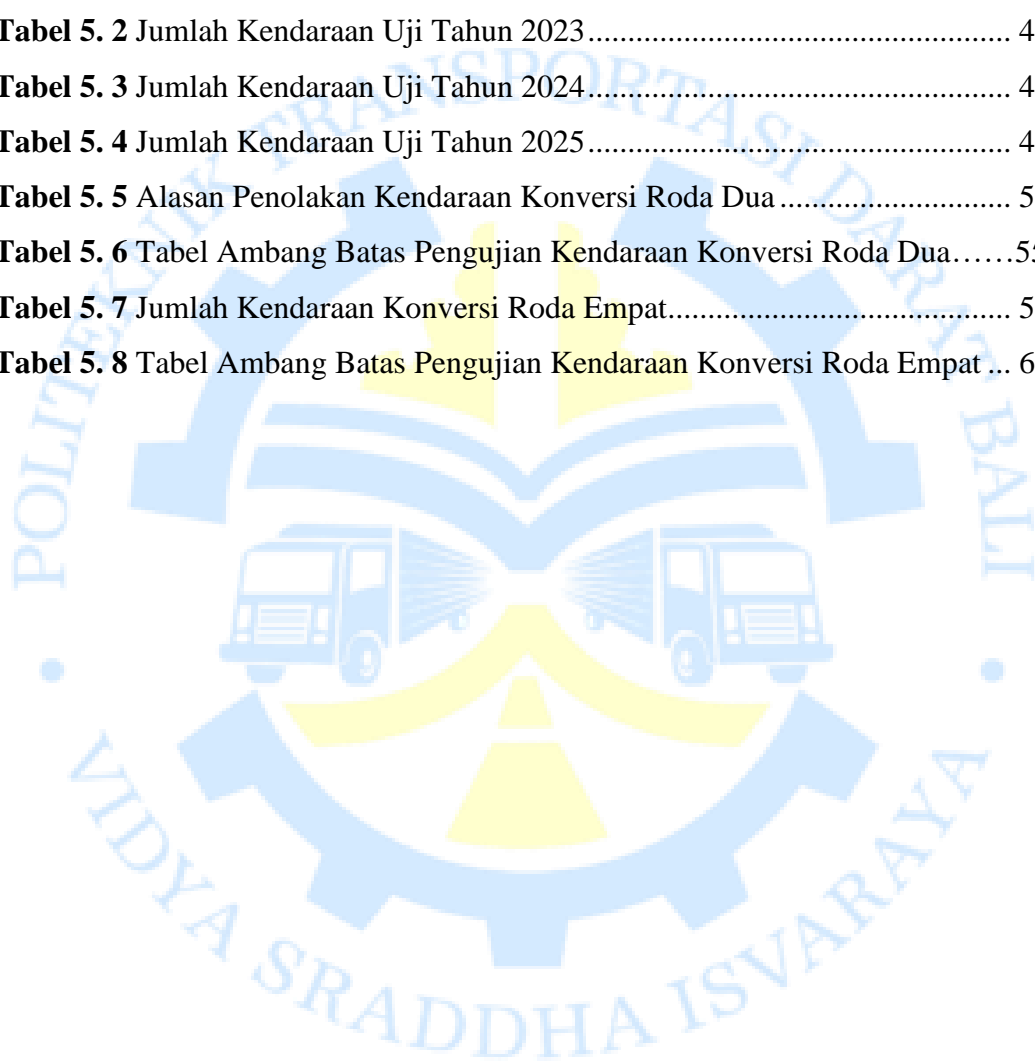 Tabel 5. 2 Jumlah Kendaraan Uji Tahun 2023........................................................ 4
Tabel 5. 3 Jumlah Kendaraan Uji Tahun 2024........................................................ 4
Tabel 5. 4 Jumlah Kendaraan Uji Tahun 2025........................................................ 4
Tabel 5. 5 Alasan Penolakan Kendaraan Konversi Roda Dua .............................. 5
Tabel 5. 6 Tabel Ambang Batas Pengujian Kendaraan Konversi Roda Dua……55
Tabel 5. 7 Jumlah Kendaraan Konversi Roda Empat............................................. 5
Tabel 5. 8 Tabel Ambang Batas Pengujian Kendaraan Konversi Roda Empat ... 6
POLITEKNIK TRANSPORTASI DARAT BALI
VIDYA SRADDHA ISVARAYA